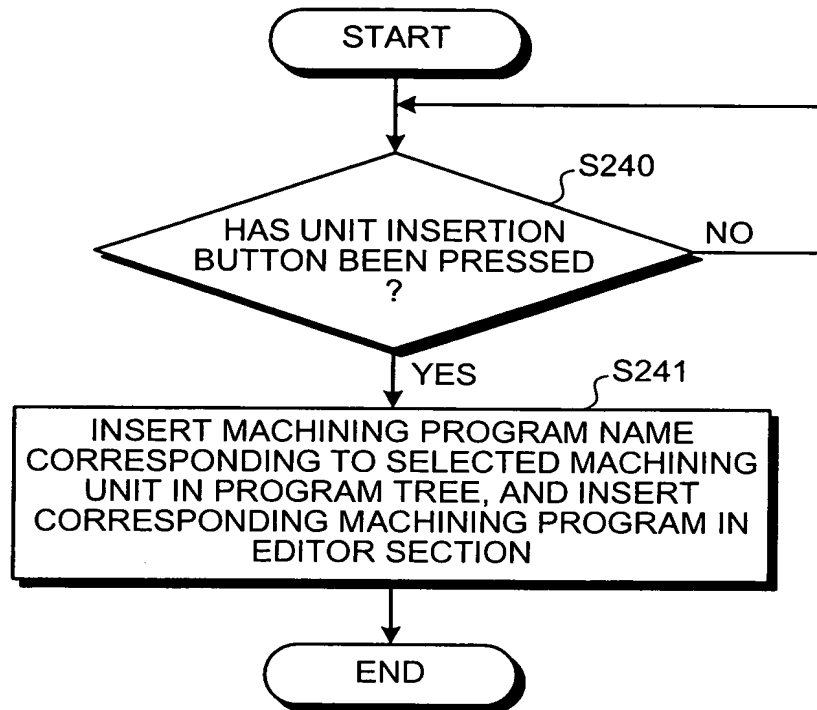 START
S240
HAS UNIT INSERTION
BUTTON BEEN PRESSED
?
NO
YES
S241
INSERT MACHINING PROGRAM NAME
CORRESPONDING TO SELECTED MACHINING
UNIT IN PROGRAM TREE, AND INSERT
CORRESPONDING MACHINING PROGRAM IN
EDITOR SECTION
END